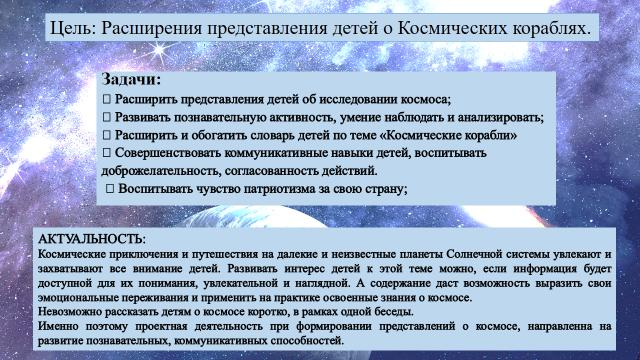 Цель: Расширения представления детей о Космических кораблях.
Задачи:
▯ Расширить представления детей об исследовании космоса;
▯ Развивать познавательную активность, умение наблюдать и анализировать;
▯ Расширить и обогатить словарь детей по теме «Космические корабли»
▯ Совершенствовать коммуникативные навыки детей, воспитывать
доброжелательность, согласованность действий.
▯ Воспитывать чувство патриотизма за свою страну;
АКТУАЛЬНОСТЬ:
Космические приключения и путешествия на далекие и неизвестные планеты Солнечной системы увлекают и
захватывают все внимание детей. Развивать интерес детей к этой теме можно, если информация будет
доступной для их понимания, увлекательной и наглядной. А содержание даст возможность выразить свои
эмоциональные переживания и применить на практике освоенные знания о космосе.
Невозможно рассказать детям о космосе коротко, в рамках одной беседы.
Именно поэтому проектная деятельность при формировании представлений о космосе, направленна на
развитие познавательных, коммуникативных способностей.